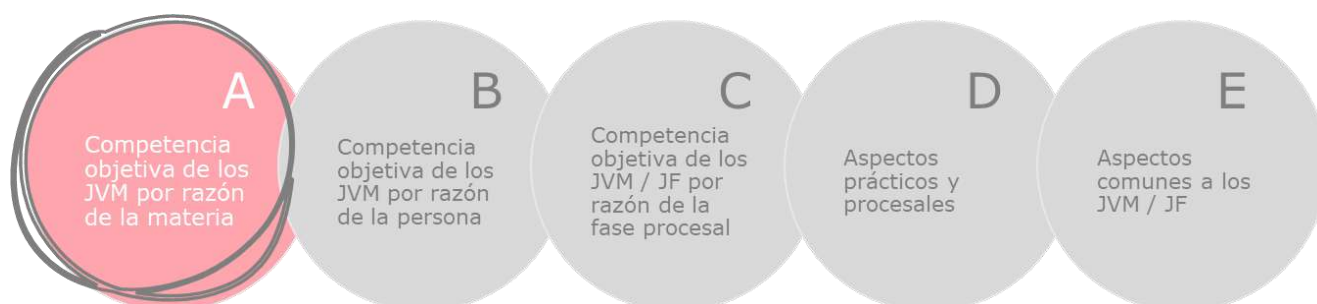 A
Competencia
objetiva de los
JVM por razón
de la materia
B
Competencia
objetiva de los
JVM por razón
de la persona
C
Competencia
objetiva de los
JVM / JF por
razón de la
fase procesal
D
Aspectos
prácticos y
procesales
E
Aspectos
comunes a los
JVM / JF